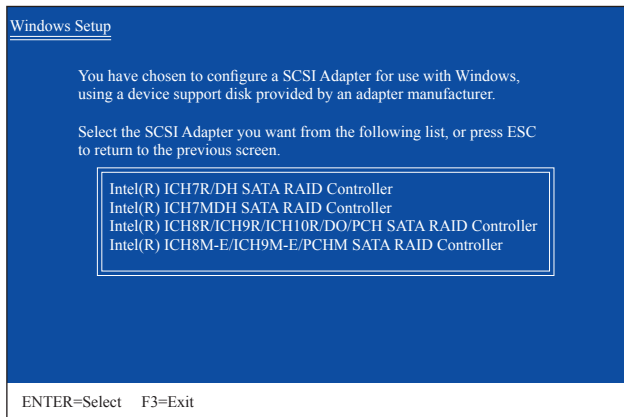 Windows Setup
You have chosen to configure a SCSI Adapter for use with Windows,
using a device support disk provided by an adapter manufacturer.
Select the SCSI Adapter you want from the following list, or press ESC
to return to the previous screen.
Intel(R) ICH7R/DH SATA RAID Controller
Intel(R) ICH7MDH SATA RAID Controller
Intel(R) ICH8R/ICH9R/ICH10R/DO/PCH SATA RAID Controller
Intel(R) ICH8M-E/ICH9M-E/PCHM SATA RAID Controller
ENTER=Select F3=Exit